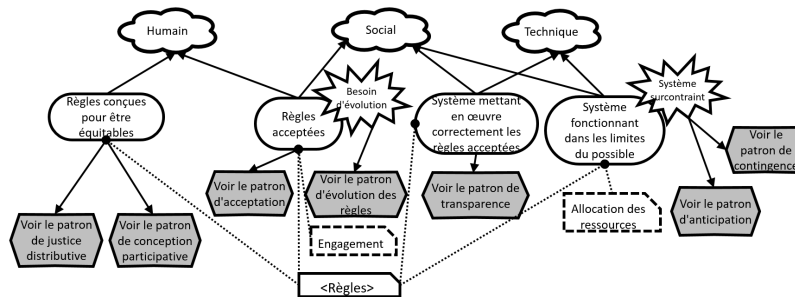 Humain
Social
Technique
Règles conçues
pour être
équitables
Règles
acceptées
Besoin
d'évolution
Système mettant
en œuvre
correctement les
règles acceptées
Système
fonctionnant
dans les limites
du possible
Système
surcontraint
Voir le
patron de
contingence
Voir le patron
d'acceptation
Voir le patron
d'évolution des
règles
Voir le patron de
transparence
Allocation des
ressources
Voir le patron
d'anticipation
Voir le patron
de justice
distributive
Voir le patron
de conception
participative
Engagement
<Règles>